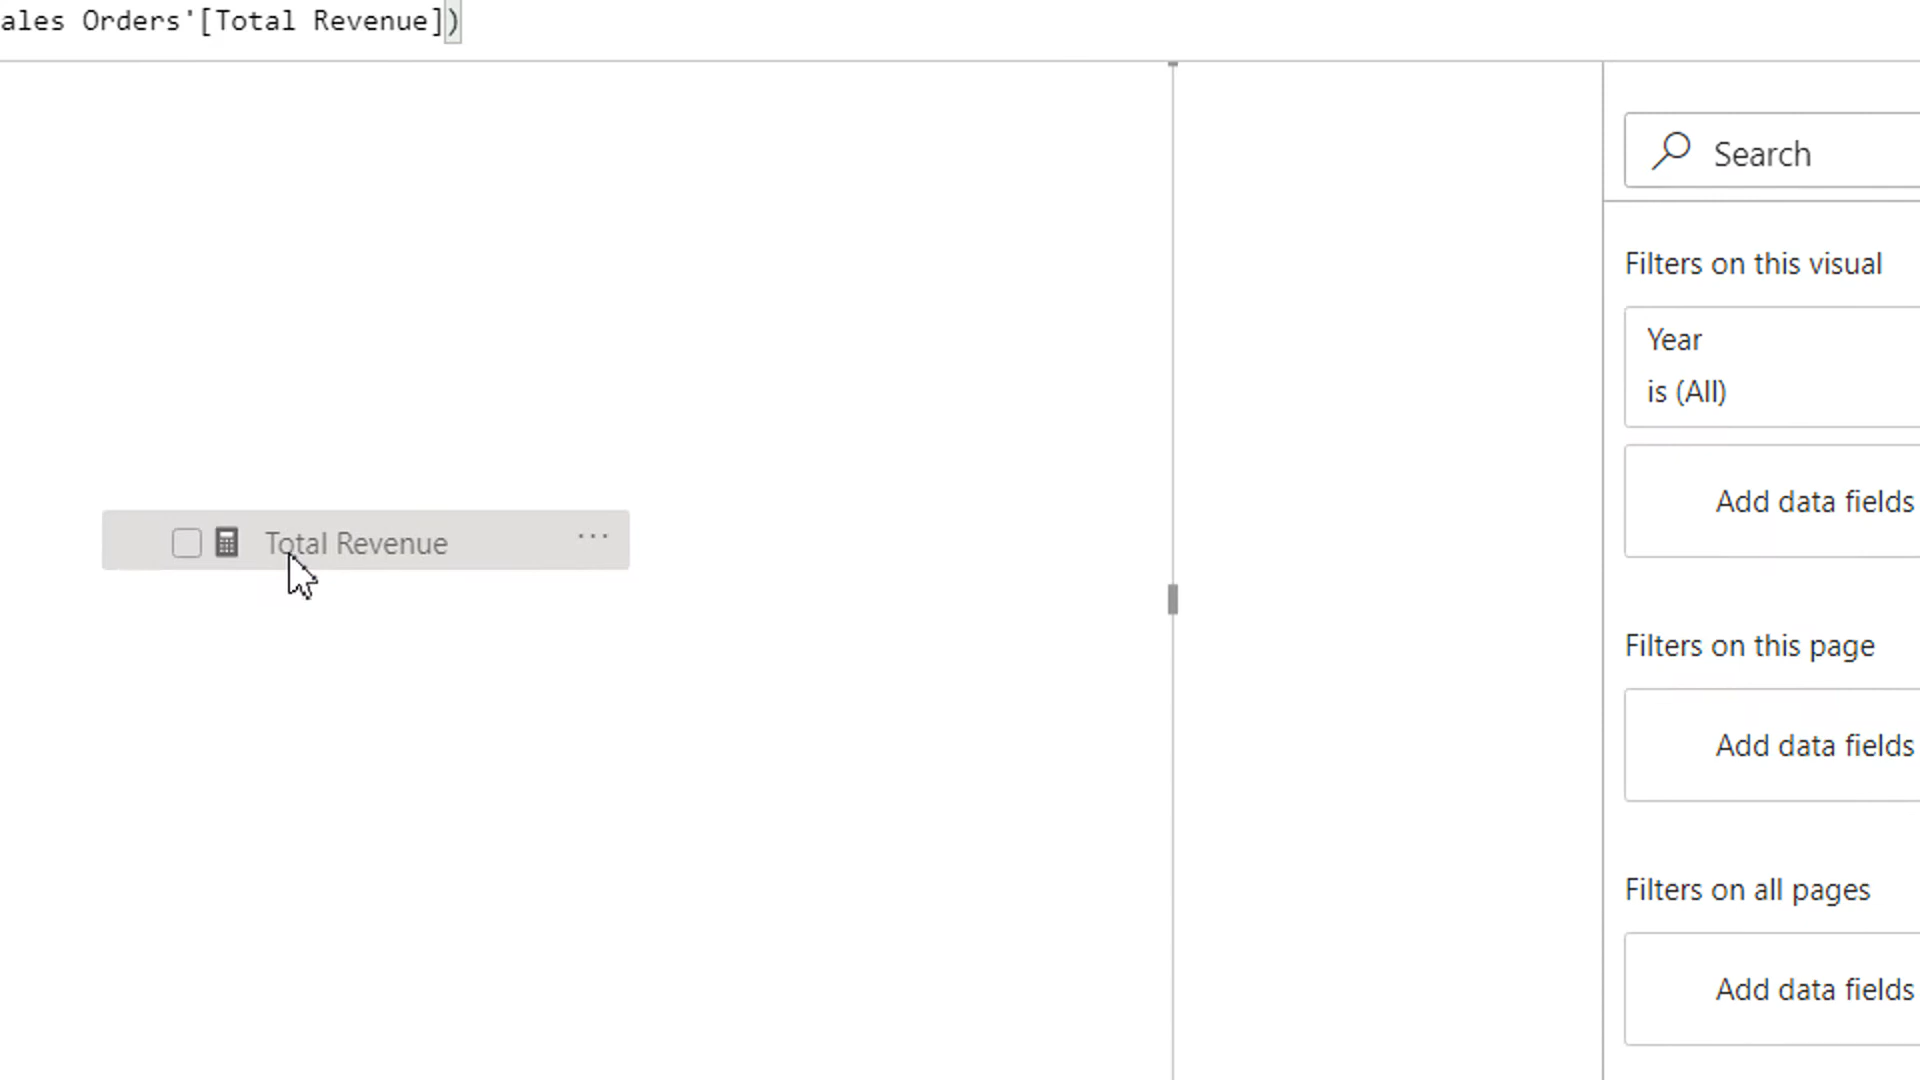 ales Orders'[Total Revenue])
Search
Filters on this visual
Year
is (All)
Add data fields
Total Revenue
Filters on this page
Add data fields
Filters on all pages
Add data fields